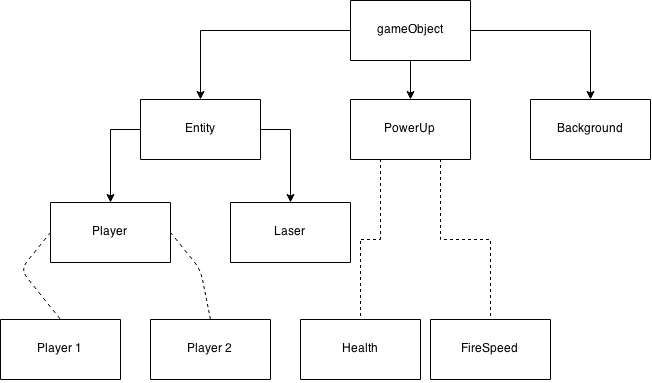 gameObject
Entity
PowerUp
Background
Player
Laser
Player 1
Player 2
Health
FireSpeed